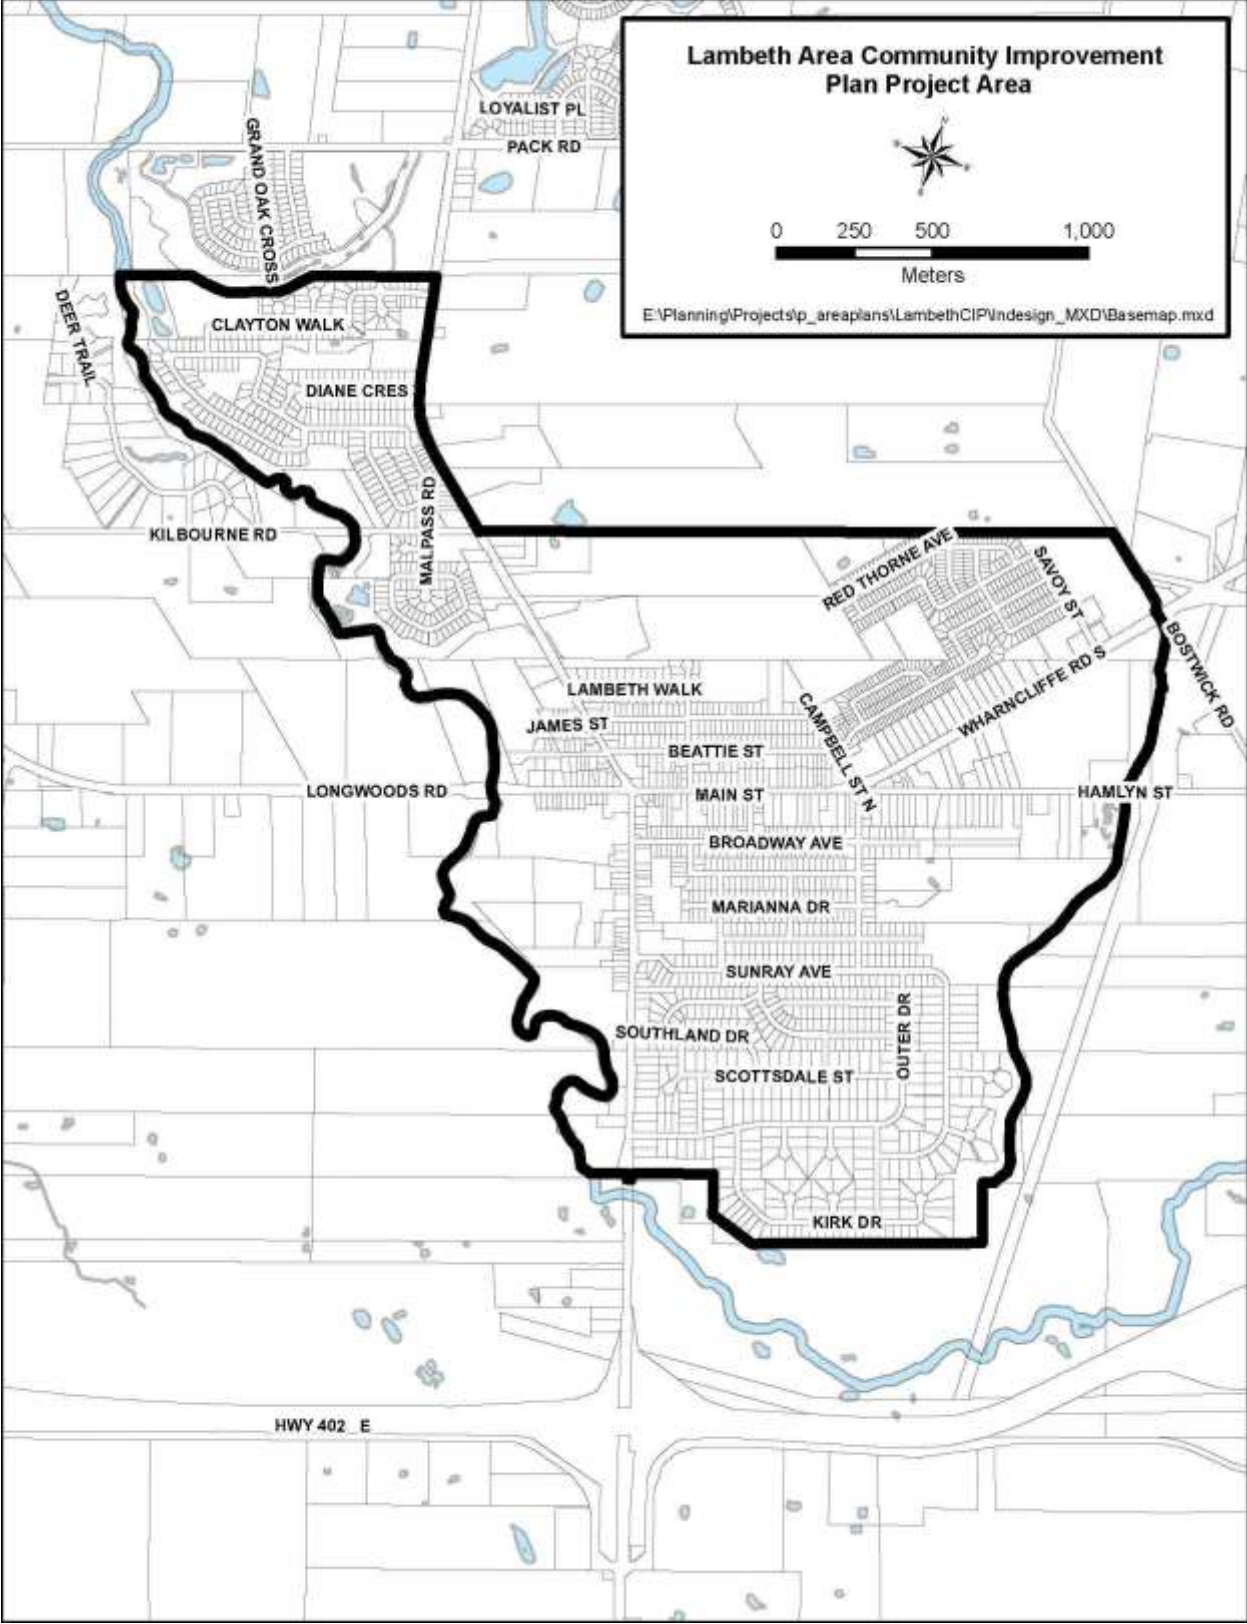 Lambeth Area Community Improvement
Plan Project Area
N
0 250 500 1,000
Meters
E:\Planning\Projects\p_areaplans\LambethCIP\Indesign_MXD\Basemap.mxd
LOYALIST PL
PACK RD
GRAND OAK CROSS
DEER TRAIL
CLAYTON WALK
DIANE CRES
MALPASS RD
KILBOURNE RD
RED THORNE AVE
SAVOY ST
BOSTWICK RD
WHARNCLIFFE RD S
LAMBETH WALK
CAMPBELL ST N
JAMES ST
BEATTIE ST
LONGWOODS RD
MAIN ST
HAMLYN ST
BROADWAY AVE
MARIANNA DR
SUNRAY AVE
OUTER DR
SOUTHLAND DR
SCOTTSDALE ST
KIRK DR
HWY 402 E